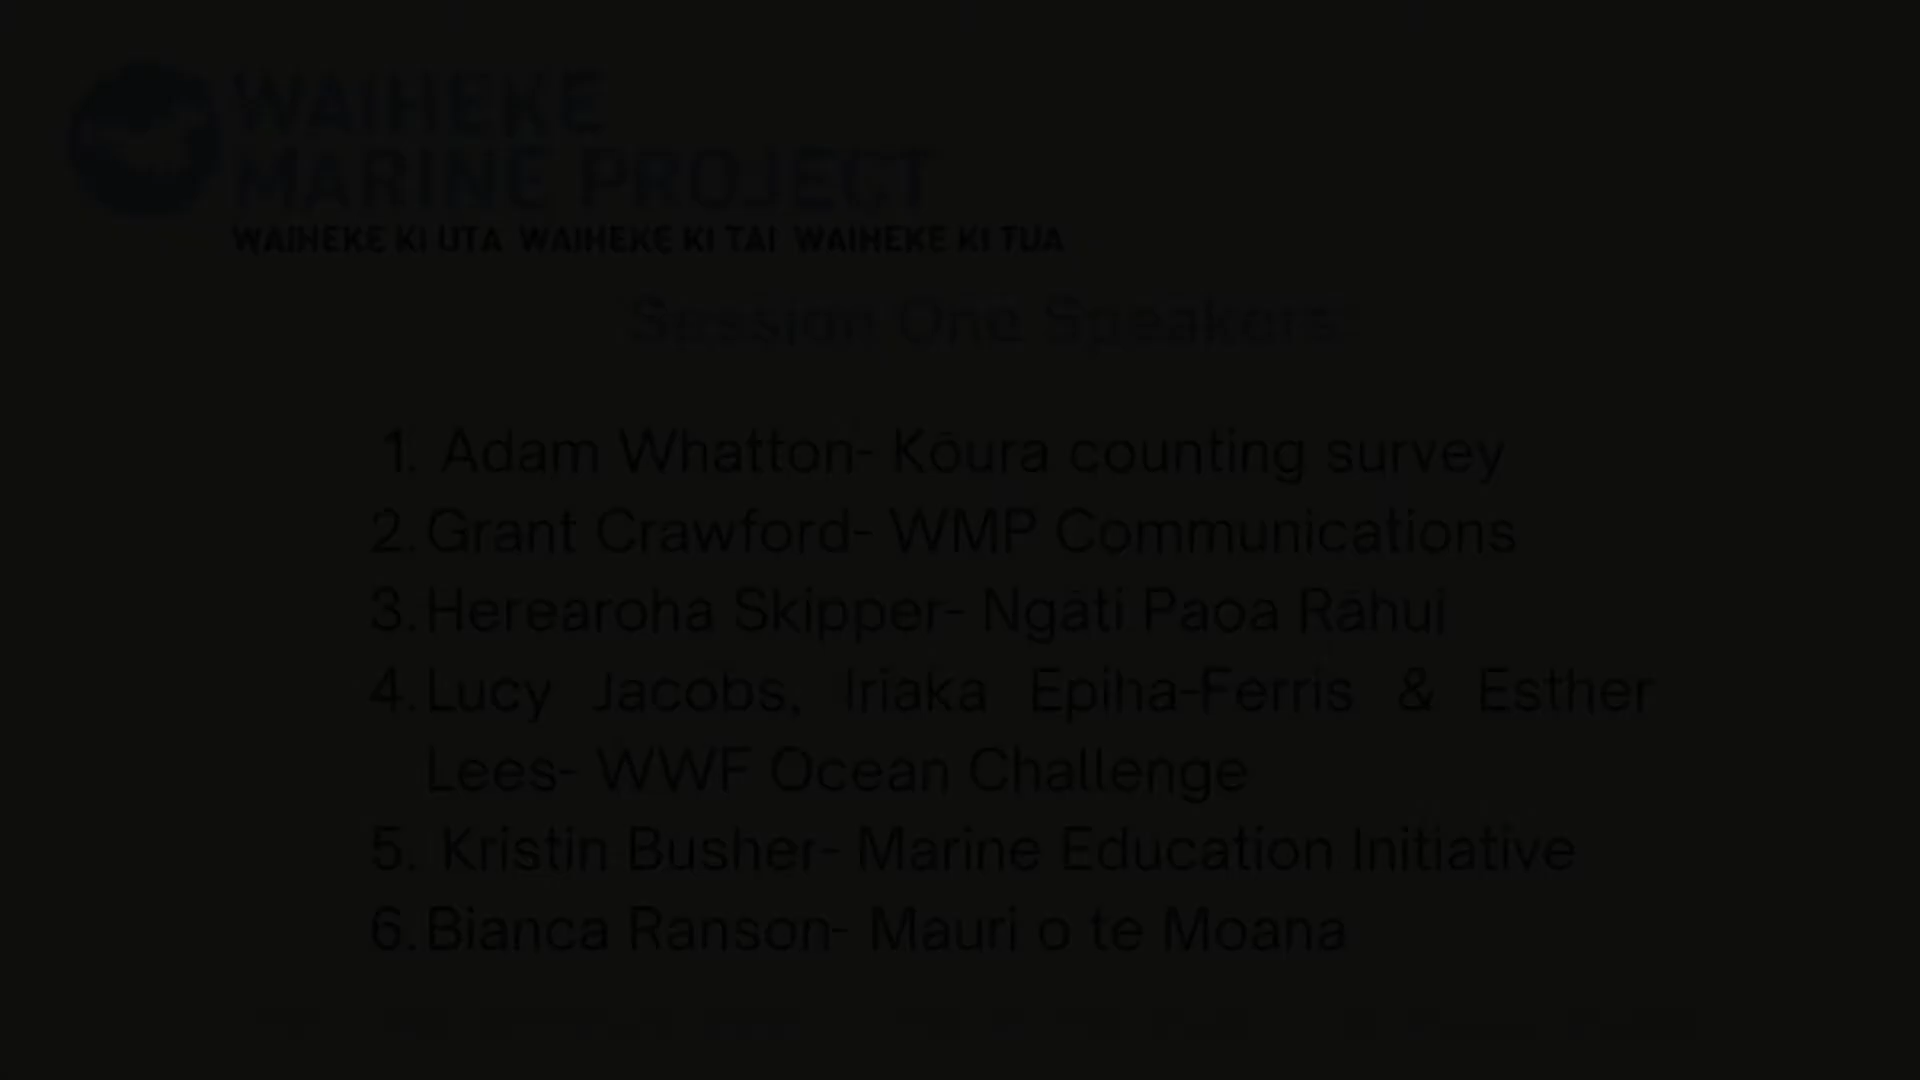 WAIHEKE
MARINE PROJECT
WAIHEKE KI UTA WAIHEKE KI TAI WAIHEKE KI TUA
Session One Speakers:
1. Adam Whatton- Kōura counting survey
2. Grant Crawford- WMP Communications
3. Herearoha Skipper- Ngāti Paoa Rāhui
4. Lucy Jacobs, Iriaka Epiha-Ferris & Esther
Lees- WWF Ocean Challenge
5. Kristin Busher- Marine Education Initiative
6. Bianca Ranson- Mauri o te Moana